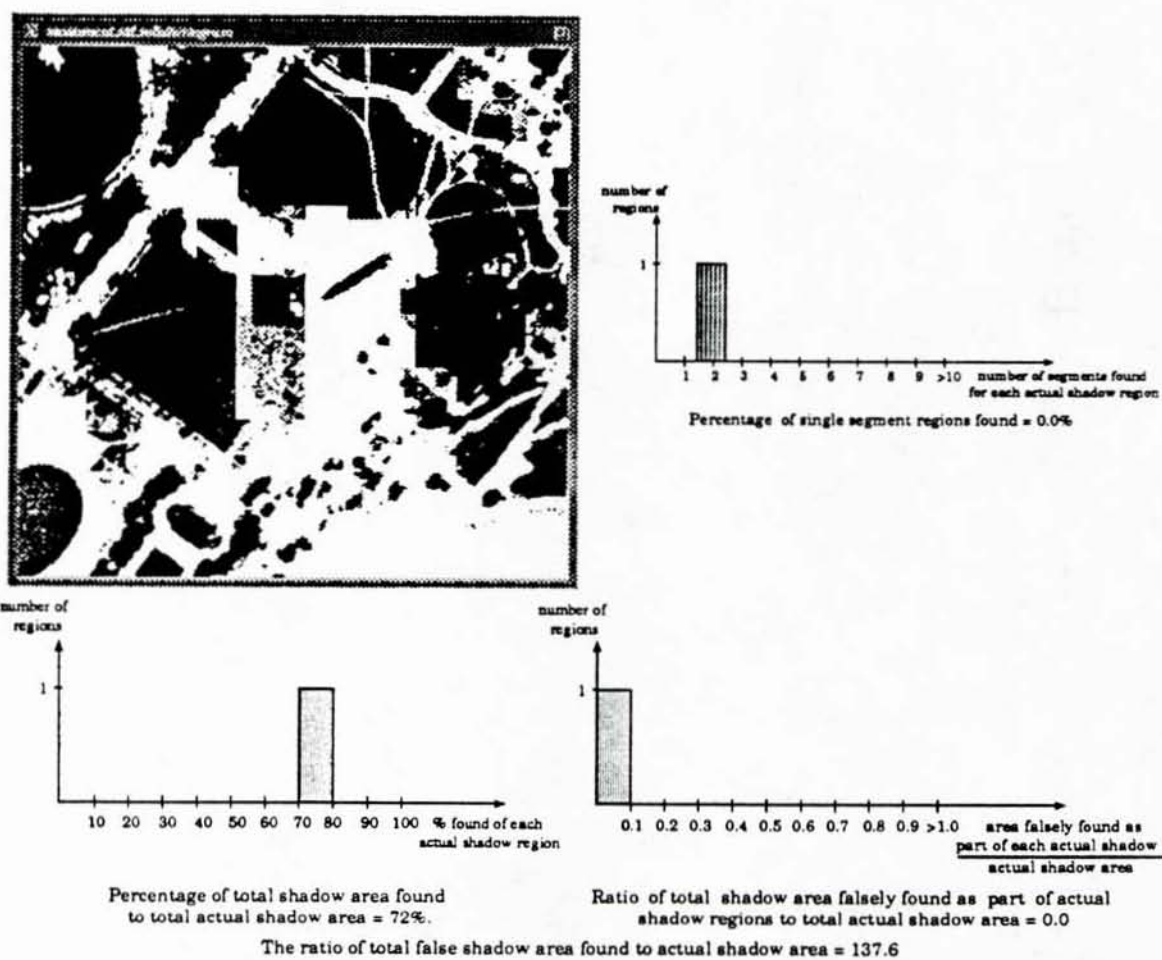 X
number of
regions
1
1 2 3 4 5 6 7 8 9 >10 number of segments found
for each actual shadow region
Percentage of single segment regions found = 0.0%
number of
regions
1
10 20 30 40 50 60 70 80 90 100 % found of each
actual shadow region
Percentage of total shadow area found
to total actual shadow area = 72%.
number of
regions
1
0.1 0.2 0.3 0.4 0.5 0.6 0.7 0.8 0.9 >1.0 area falsely found as
part of each actual shadow
actual shadow area
Ratio of total shadow area falsely found as part of actual
shadow regions to total actual shadow area = 0.0
The ratio of total false shadow area found to actual shadow area = 137.6